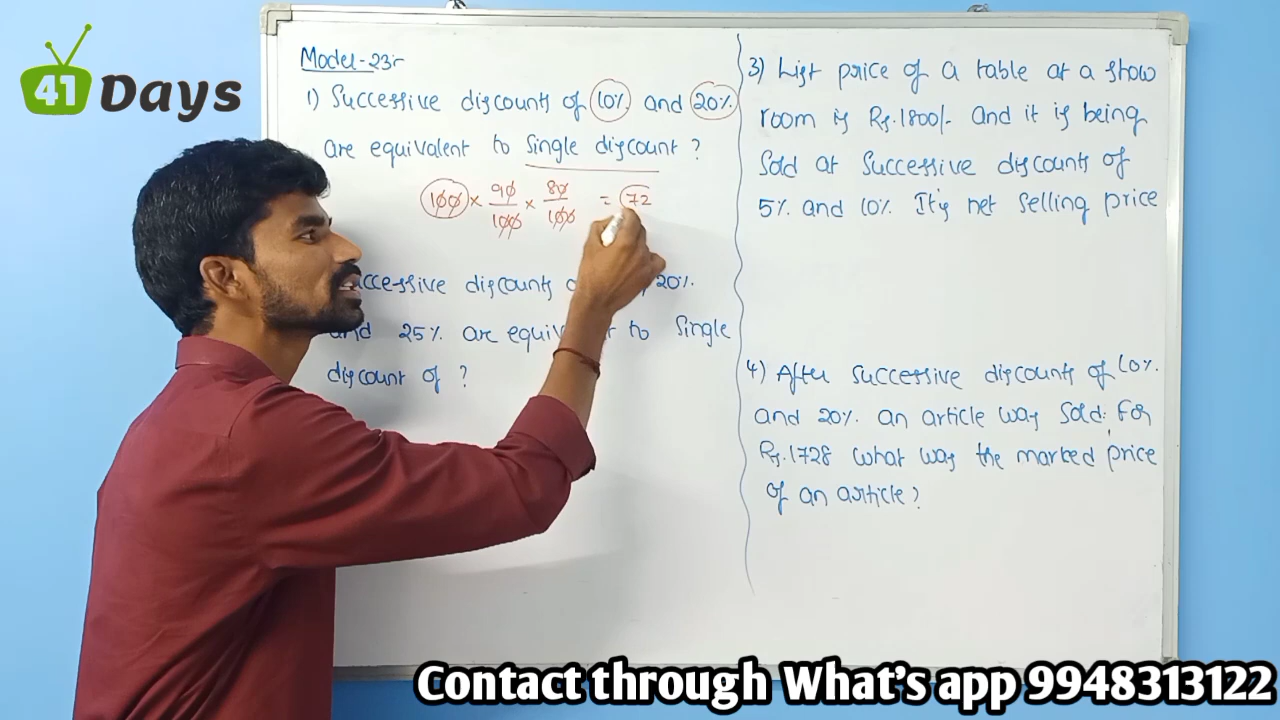 41 Days
Model-23:-
1) Successive discounts of 10% and 20%
are equivalent to single discount ?
100 × 90/100 × 80/100 = 72
ccessive discounts 20%.
and 25% are equiv to single
discount of ?
3) List price of a table at a show
room is Rs.1800/- and it is being
sold at successive discounts of
5% and 10% It's net selling price
4) After successive discounts of 10%.
and 20% an article was sold for
Rs.1728 what was the marked price
of an article?
Contact through What's app 9948313122